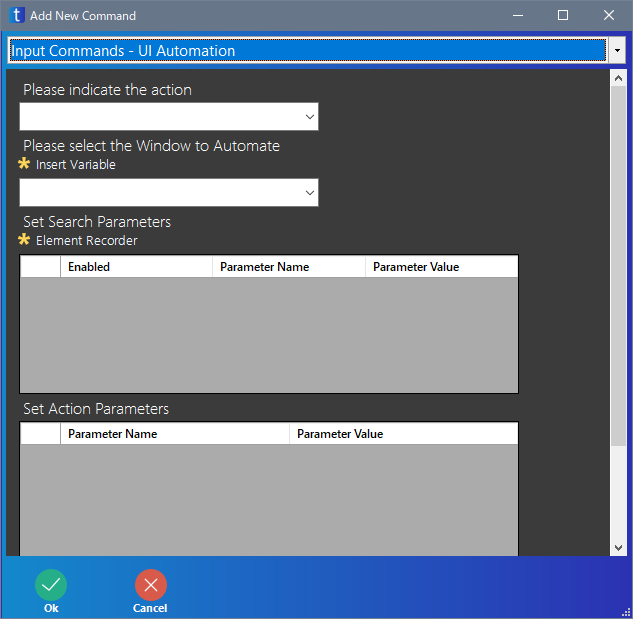 t Add New Command
Input Commands - UI Automation
Please indicate the action
Please select the Window to Automate
Insert Variable
Set Search Parameters
Element Recorder
Enabled Parameter Name Parameter Value
Set Action Parameters
Parameter Name Parameter Value
Ok Cancel